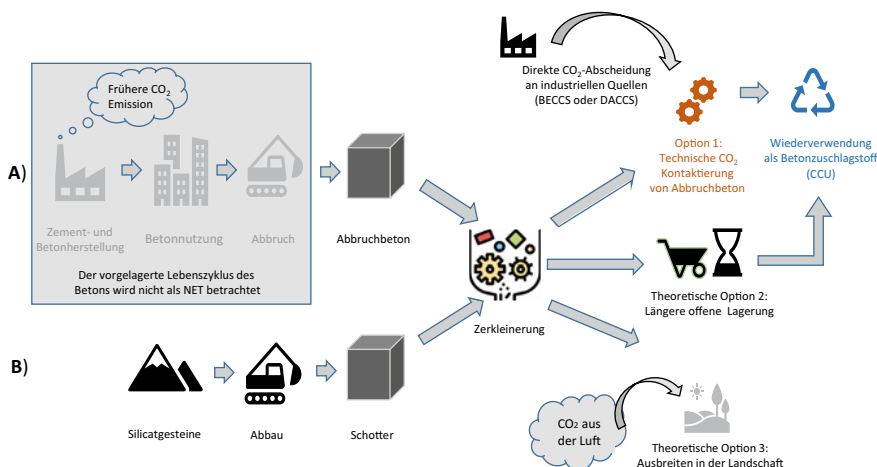 Frühere CO2
Emission
A)
Zement- und
Betonherstellung
Betonnutzung
Abbruch
Der vorgelagerte Lebenszyklus des
Betons wird nicht als NET betrachtet
Abbruchbeton
Direkte CO2-Abscheidung
an industriellen Quellen
(BECCS oder DACCS)
Option 1:
Technische CO2
Kontaktierung
von Abbruchbeton
Wiederverwendung
als Betonzuschlagstoff
(CCU)
Zerkleinerung
Theoretische Option 2:
Längere offene Lagerung
B)
Silicatgesteine
Abbau
Schotter
CO2 aus
der Luft
Theoretische Option 3:
Ausbreiten in der Landschaft